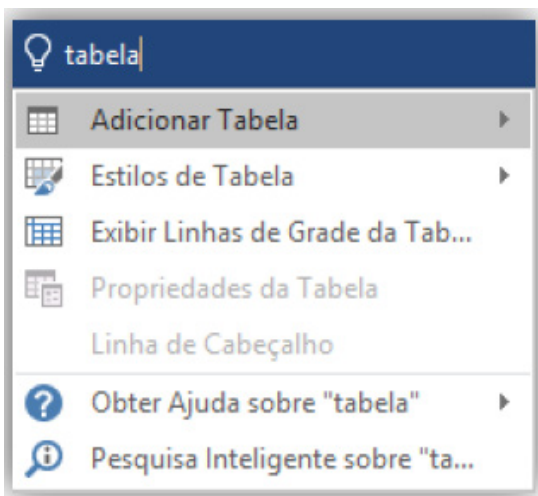 tabela
Adicionar Tabela
Estilos de Tabela
Exibir Linhas de Grade da Tab...
Propriedades da Tabela
Linha de Cabeçalho
Obter Ajuda sobre "tabela"
Pesquisa Inteligente sobre "ta...